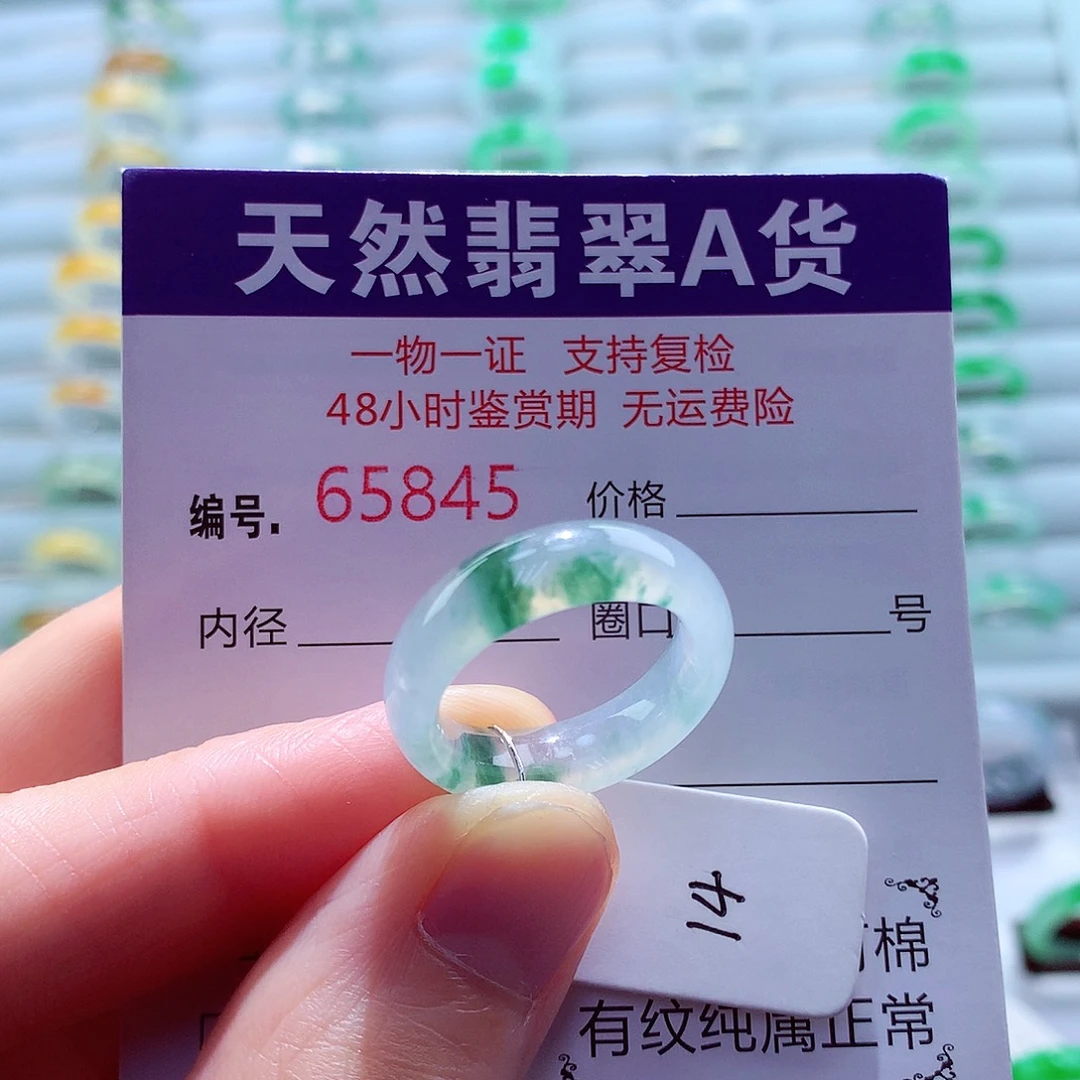 天然翡翠A货
一物一证 支持复检
48小时鉴赏期 无运费险
编号. 65845 价格
内径 圈口 号
14
棉
有纹纯属正常